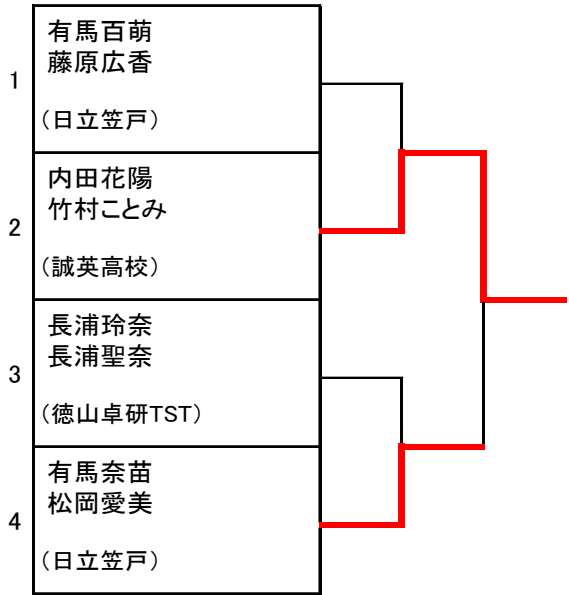 1
有馬百萌
藤原広香
（日立笠戸）
2
内田花陽
竹村ことみ
（誠英高校）
3
長浦玲奈
長浦聖奈
（徳山卓研TST）
4
有馬奈苗
松岡愛美
（日立笠戸）